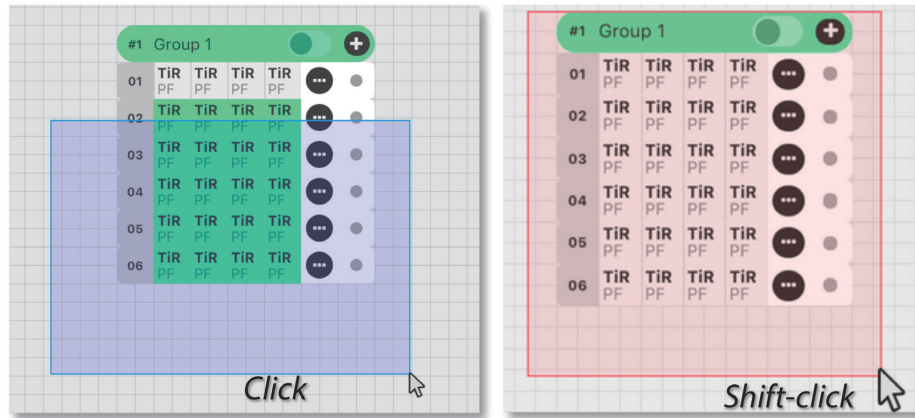 #1 Group 1
01 TiR TiR TiR TiR
PF PF PF PF
02 TiR TiR TiR TiR
PF PF PF PF
03 TiR TiR TiR TiR
PF PF PF PF
04 TiR TiR TiR TiR
PF PF PF PF
05 TiR TiR TiR TiR
PF PF PF PF
06 TiR TiR TiR TiR
PF PF PF PF
Click
#1 Group 1
01 TiR TiR TiR TiR
PF PF PF PF
02 TiR TiR TiR TiR
PF PF PF PF
03 TiR TiR TiR TiR
PF PF PF PF
04 TiR TiR TiR TiR
PF PF PF PF
05 TiR TiR TiR TiR
PF PF PF PF
06 TiR TiR TiR TiR
PF PF PF PF
Shift-click